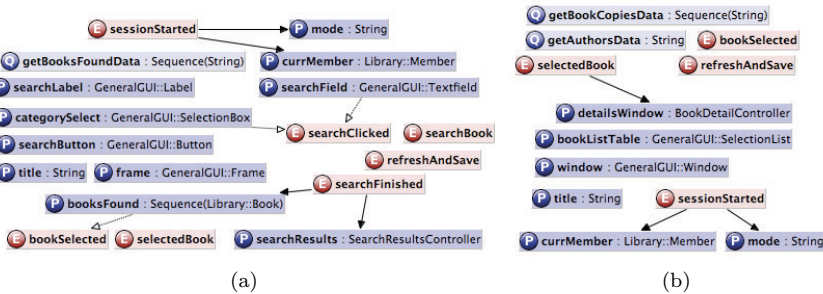 E sessionStarted
P mode : String
Q getBooksFoundData : Sequence(String)
P currMember : Library::Member
P searchLabel : GeneralGUI::Label
P searchField : GeneralGUI::Textfield
P categorySelect : GeneralGUI::SelectionBox
E searchClicked
E searchBook
P searchButton : GeneralGUI::Button
E refreshAndSave
P title : String
P frame : GeneralGUI::Frame
E searchFinished
P booksFound : Sequence(Library::Book)
E bookSelected
E selectedBook
P searchResults : SearchResultsController
(a)
Q getBookCopiesData : Sequence(String)
Q getAuthorsData : String
E bookSelected
E selectedBook
E refreshAndSave
P detailsWindow : BookDetailController
P bookListTable : GeneralGUI::SelectionList
P window : GeneralGUI::Window
P title : String
E sessionStarted
P currMember : Library::Member
P mode : String
(b)